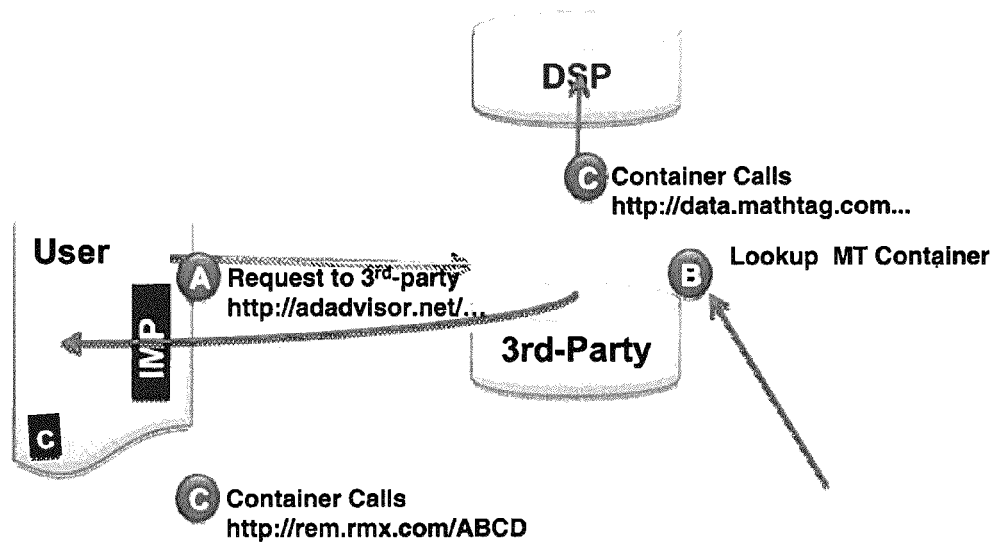 DSP
C Container Calls
http://data.mathtag.com...
User
A Request to 3rd-party
http://adadvisor.net/...
B Lookup MT Container
IMP
3rd-Party
C
C Container Calls
http://rem.rmx.com/ABCD